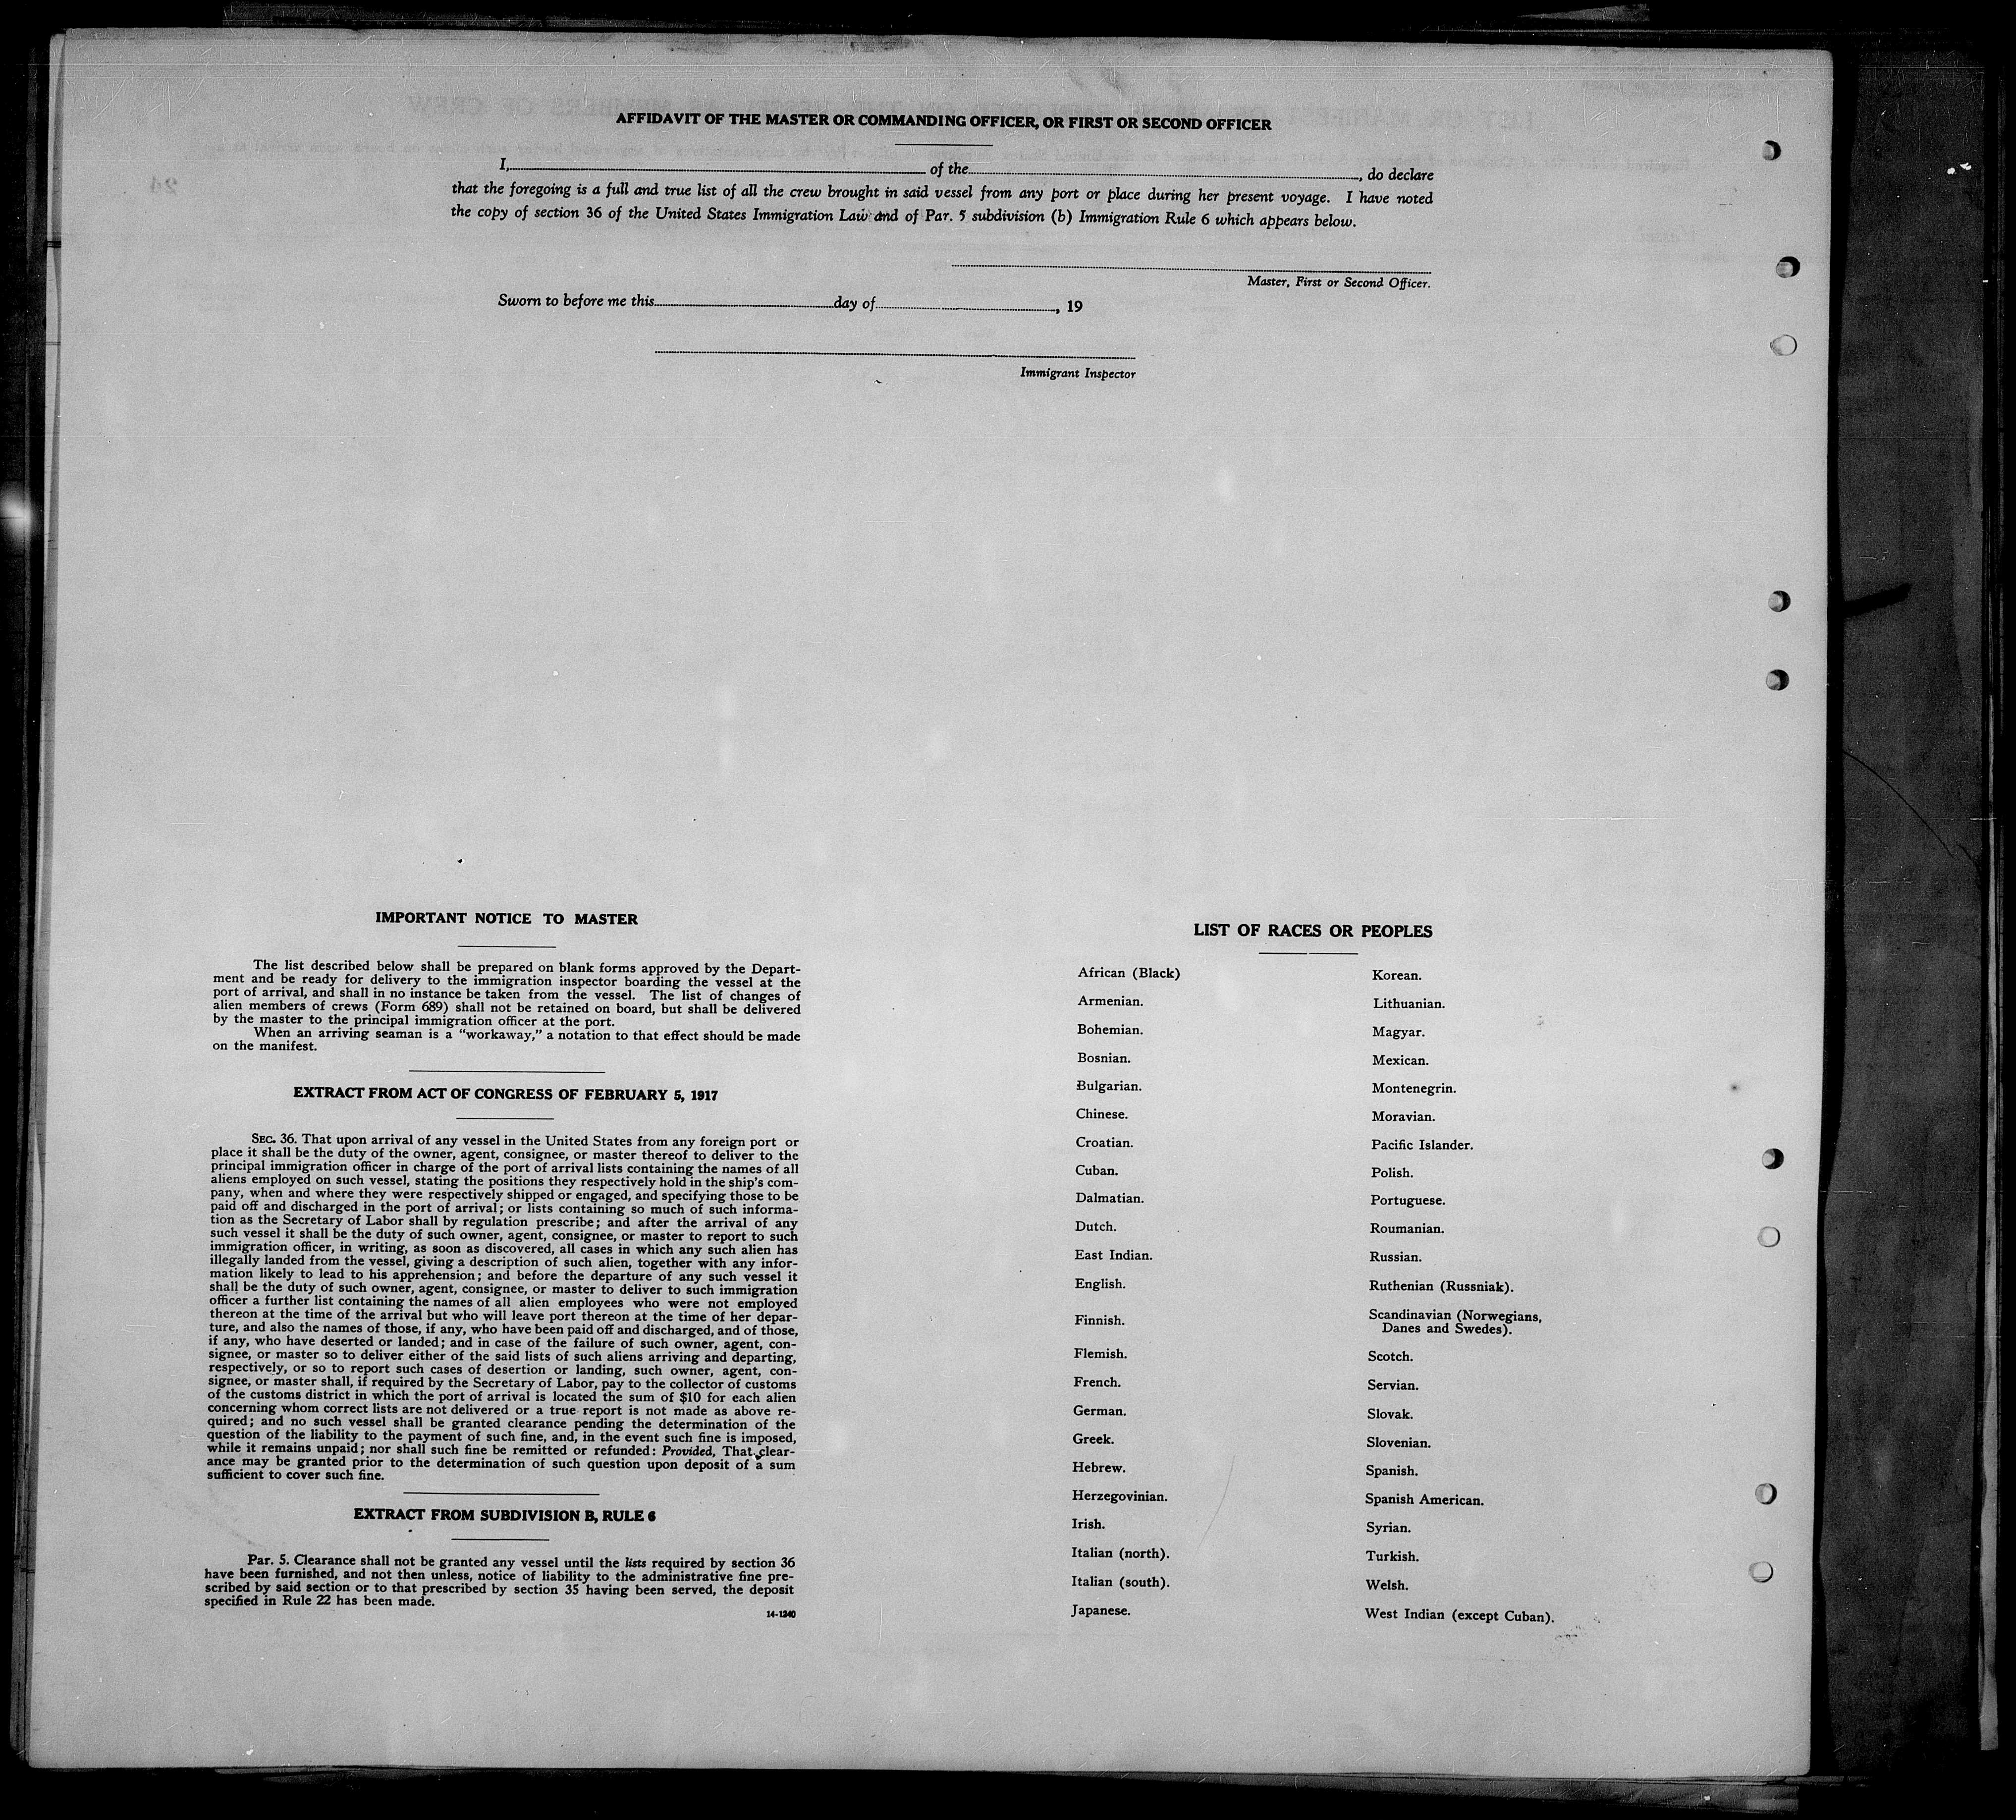 AFFIDAVIT OF THE MASTER OR COMMANDING OFFICER, OR FIRST OR SECOND OFFICER
I, of the , do declare
that the foregoing is a full and true list of all the crew brought in said vessel from any port or place during her present voyage. I have noted
the copy of section 36 of the United States Immigration Law and of Par. 5 subdivision (b) Immigration Rule 6 which appears below.
Master, First or Second Officer.
Sworn to before me this day of , 19
Immigrant Inspector
IMPORTANT NOTICE TO MASTER
The list described below shall be prepared on blank forms approved by the Depart-
ment and be ready for delivery to the immigration inspector boarding the vessel at the
port of arrival, and shall in no instance be taken from the vessel. The list of changes of
alien members of crews (Form 689) shall not be retained on board, but shall be delivered
by the master to the principal immigration officer at the port.
When an arriving seaman is a “workaway,” a notation to that effect should be made
on the manifest.
EXTRACT FROM ACT OF CONGRESS OF FEBRUARY 5, 1917
SEC. 36. That upon arrival of any vessel in the United States from any foreign port or
place it shall be the duty of the owner, agent, consignee, or master thereof to deliver to the
principal immigration officer in charge of the port of arrival lists containing the names of all
aliens employed on such vessel, stating the positions they respectively hold in the ship's com-
pany, when and where they were respectively shipped or engaged, and specifying those to be
paid off and discharged in the port of arrival; or lists containing so much of such informa-
tion as the Secretary of Labor shall by regulation prescribe; and after the arrival of any
such vessel it shall be the duty of such owner, agent, consignee, or master to report to such
immigration officer, in writing, as soon as discovered, all cases in which any such alien has
illegally landed from the vessel, giving a description of such alien, together with any infor-
mation likely to lead to his apprehension; and before the departure of any such vessel it
shall be the duty of such owner, agent, consignee, or master to deliver to such immigration
officer a further list containing the names of all alien employees who were not employed
thereon at the time of the arrival but who will leave port thereon at the time of her depar-
ture, and also the names of those, if any, who have been paid off and discharged, and of those,
if any, who have deserted or landed; and in case of the failure of such owner, agent, con-
signee, or master so to deliver either of the said lists of such aliens arriving and departing,
respectively, or so to report such cases of desertion or landing, such owner, agent, con-
signee, or master shall, if required by the Secretary of Labor, pay to the collector of customs
of the customs district in which the port of arrival is located the sum of $10 for each alien
concerning whom correct lists are not delivered or a true report is not made as above re-
quired; and no such vessel shall be granted clearance pending the determination of the
question of the liability to the payment of such fine, and, in the event such fine is imposed,
while it remains unpaid; nor shall such fine be remitted or refunded: Provided, That clear-
ance may be granted prior to the determination of such question upon deposit of a sum
sufficient to cover such fine.
EXTRACT FROM SUBDIVISION B, RULE 6
Par. 5. Clearance shall not be granted any vessel until the lists required by section 36
have been furnished, and not then unless, notice of liability to the administrative fine pre-
scribed by said section or to that prescribed by section 35 having been served, the deposit
specified in Rule 22 has been made.
14-1240
LIST OF RACES OR PEOPLES
African (Black)
Armenian.
Bohemian.
Bosnian.
Bulgarian.
Chinese.
Croatian.
Cuban.
Dalmatian.
Dutch.
East Indian.
English.
Finnish.
Flemish.
French.
German.
Greek.
Hebrew.
Herzegovinian.
Irish.
Italian (north).
Italian (south).
Japanese.
Korean.
Lithuanian.
Magyar.
Mexican.
Montenegrin.
Moravian.
Pacific Islander.
Polish.
Portuguese.
Roumanian.
Russian.
Ruthenian (Russniak).
Scandinavian (Norwegians,
Danes and Swedes).
Scotch.
Servian.
Slovak.
Slovenian.
Spanish.
Spanish American.
Syrian.
Turkish.
Welsh.
West Indian (except Cuban).